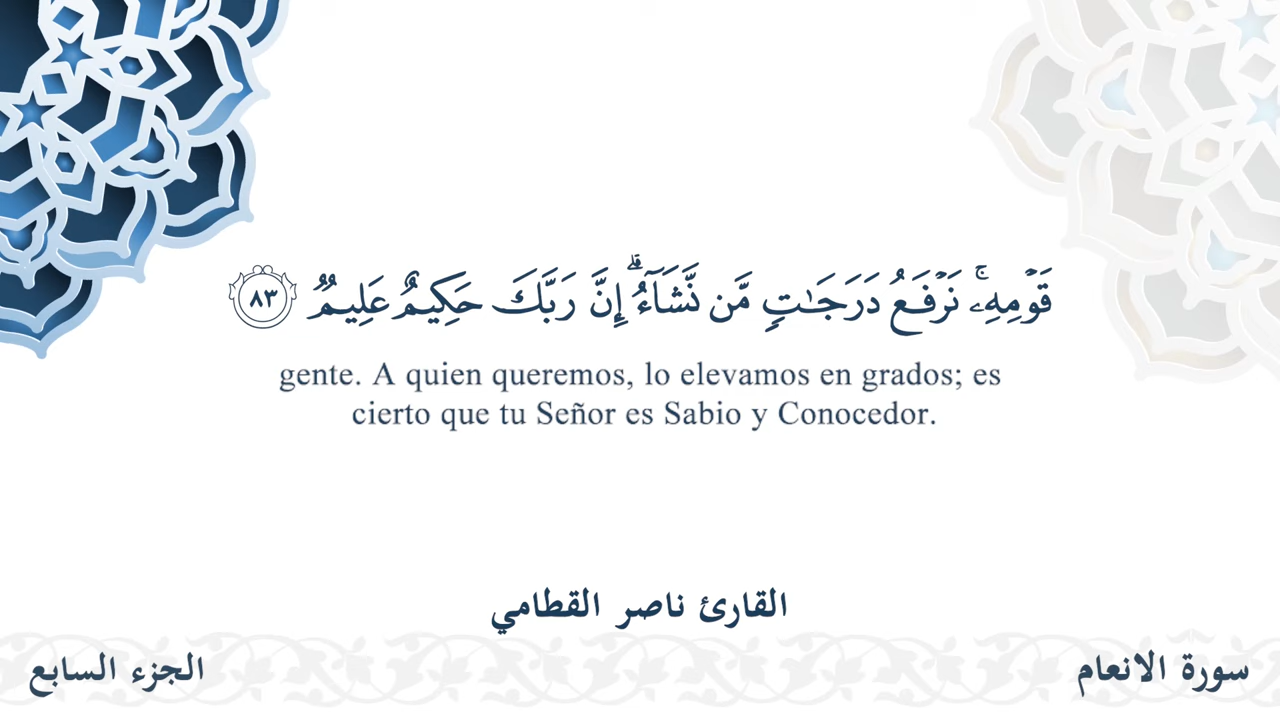 قَوْمِهِۦۚ نَرْفَعُ دَرَجَـٰتٍ مَّن نَّشَآءُۗ إِنَّ رَبَّكَ حَكِيمٌ عَلِيمٌ ٨٣
gente. A quien queremos, lo elevamos en grados; es
cierto que tu Señor es Sabio y Conocedor.
القارئ ناصر القطامي
سورة الانعام
الجزء السابع